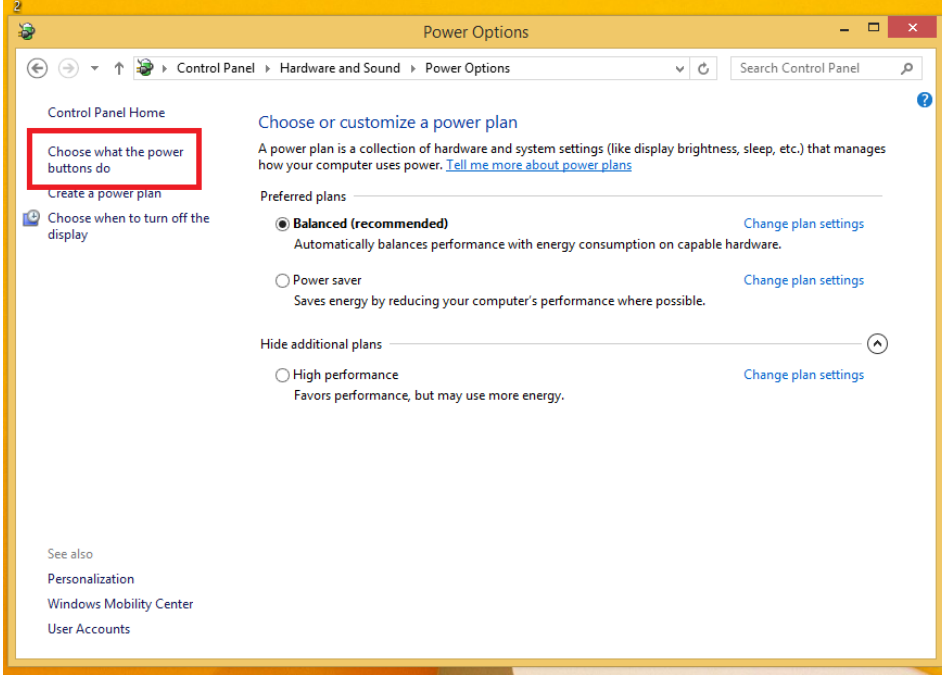 2
Power Options
Control Panel Hardware and Sound Power Options
Search Control Panel
Control Panel Home
Choose what the power
buttons do
Create a power plan
Choose when to turn off the
display
Choose or customize a power plan
A power plan is a collection of hardware and system settings (like display brightness, sleep, etc.) that manages
how your computer uses power. Tell me more about power plans
Preferred plans
Balanced (recommended) Change plan settings
Automatically balances performance with energy consumption on capable hardware.
Power saver Change plan settings
Saves energy by reducing your computer's performance where possible.
Hide additional plans
High performance Change plan settings
Favors performance, but may use more energy.
See also
Personalization
Windows Mobility Center
User Accounts